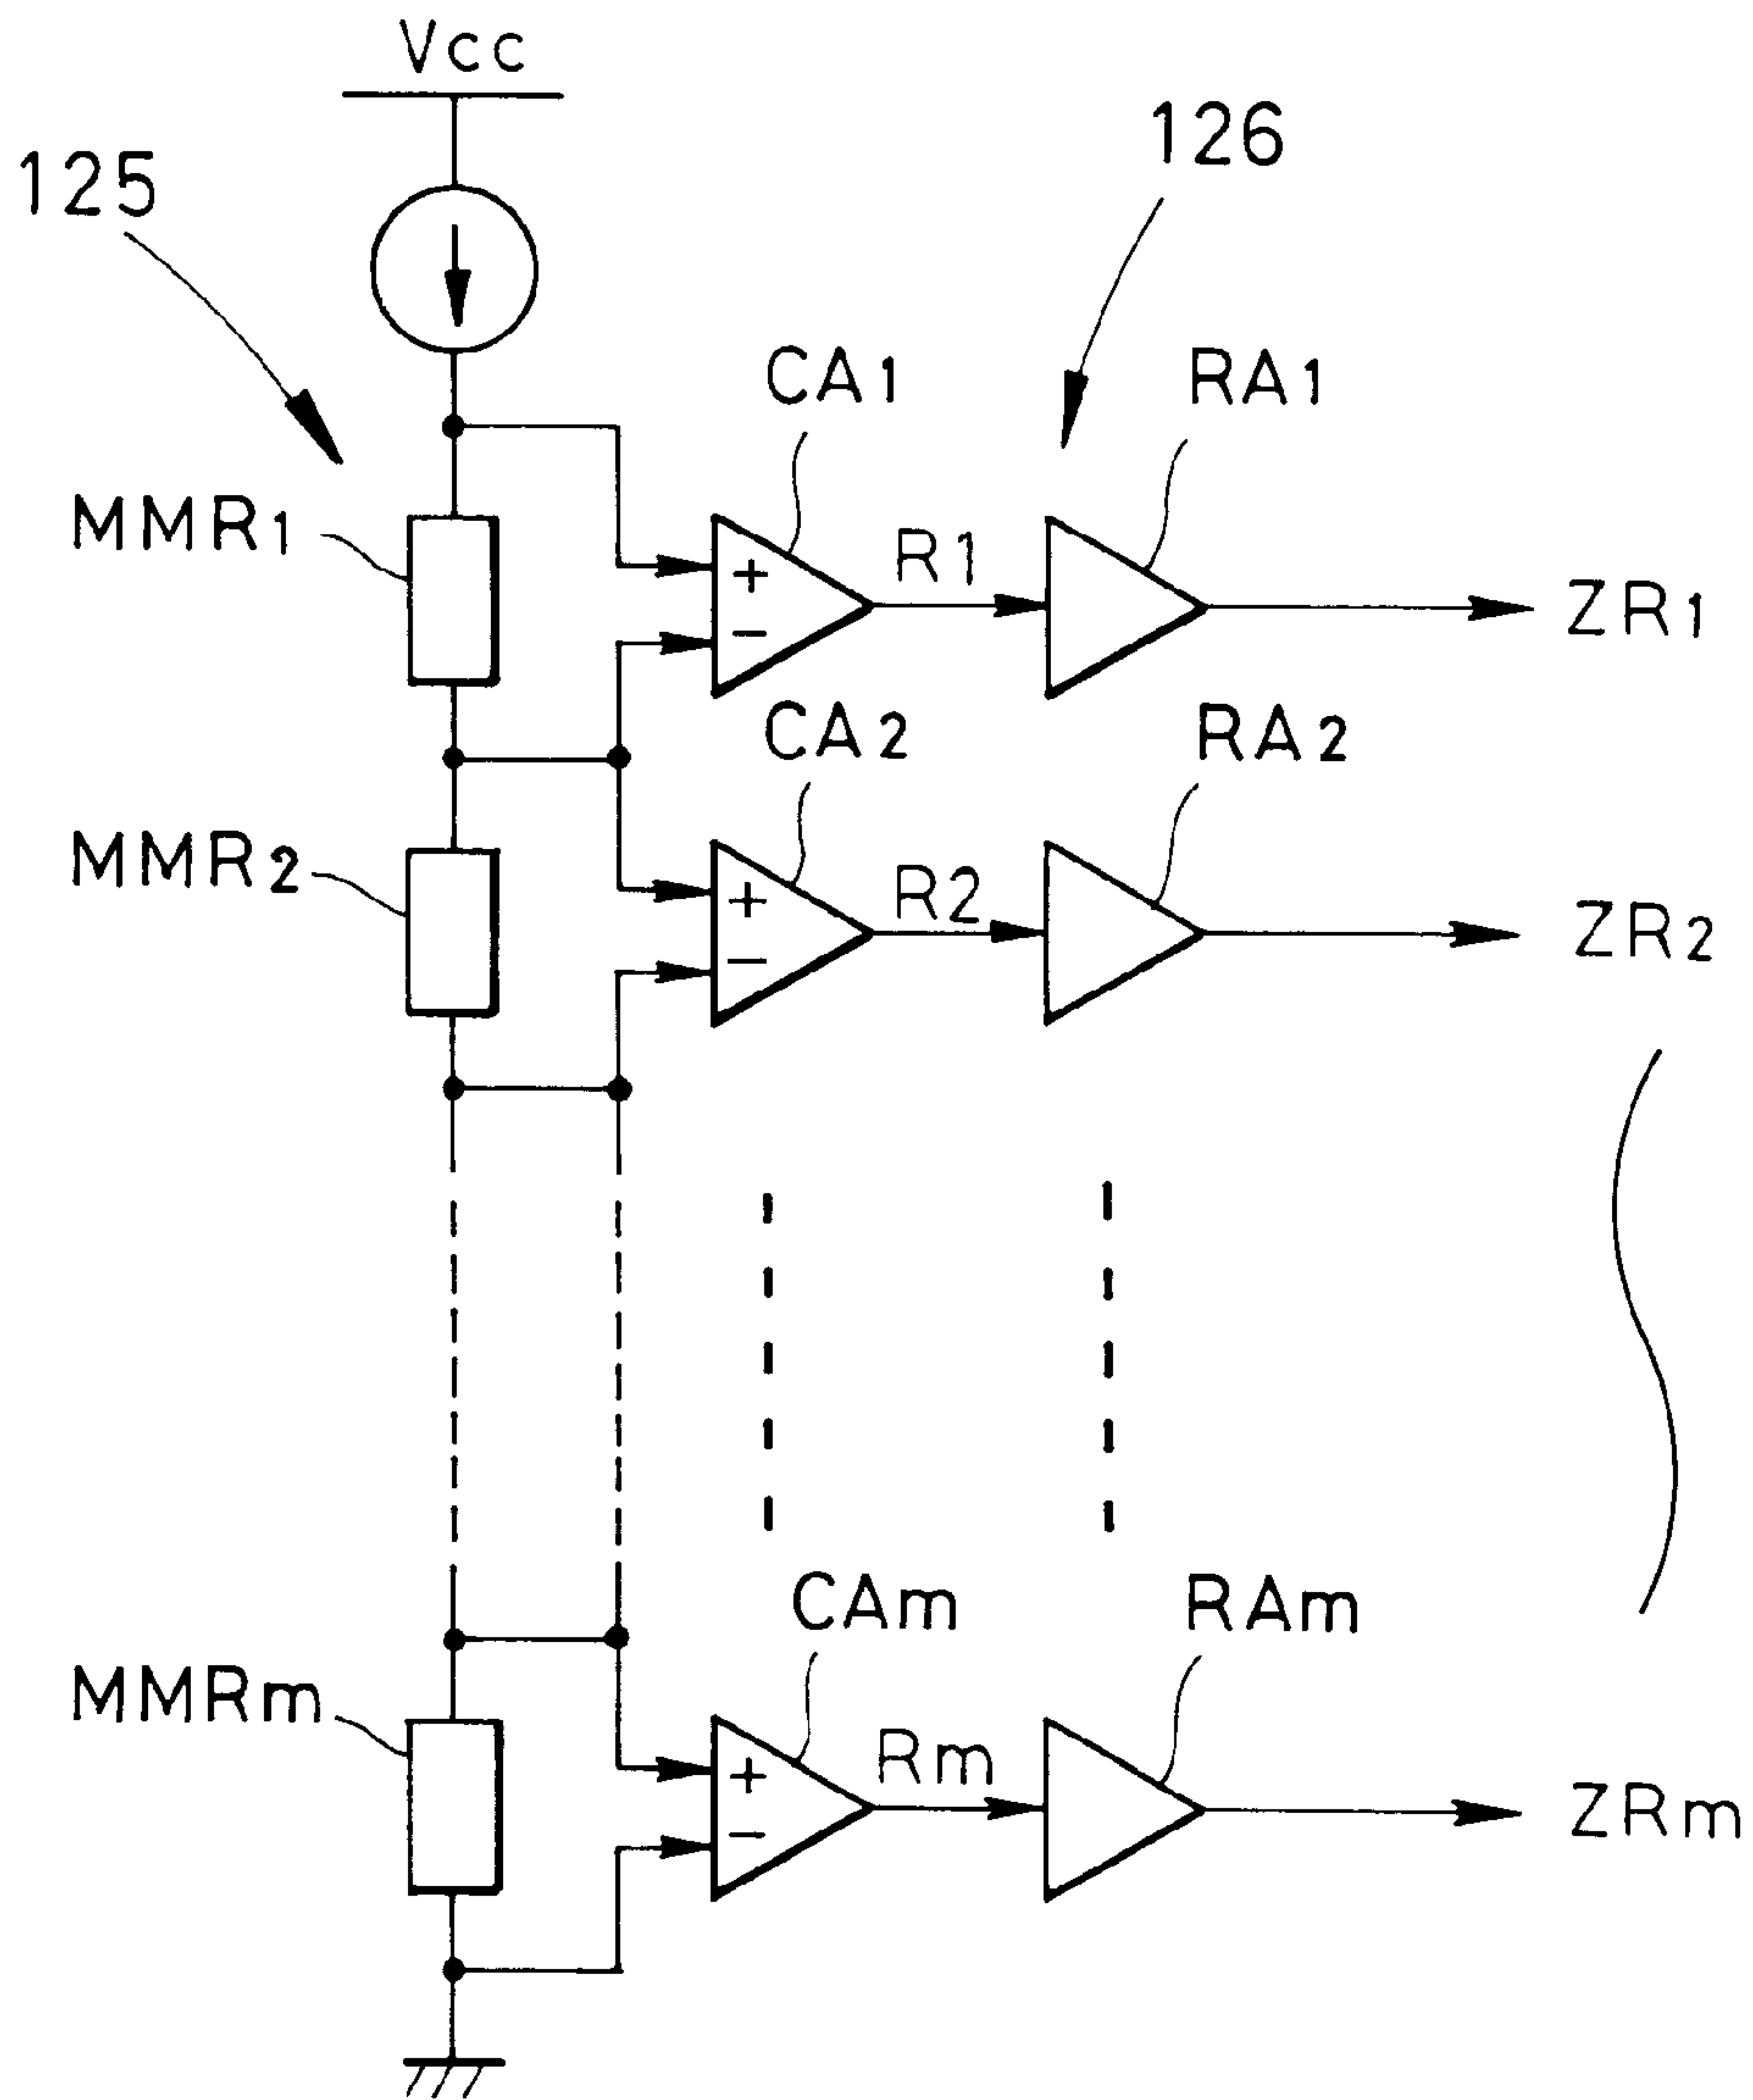 Vcc
125
126
CA1
RA1
MMR1
+
R1
−
ZR1
CA2
RA2
MMR2
+
R2
−
ZR2
CAm
RAm
MMRm
+
Rm
−
ZRm